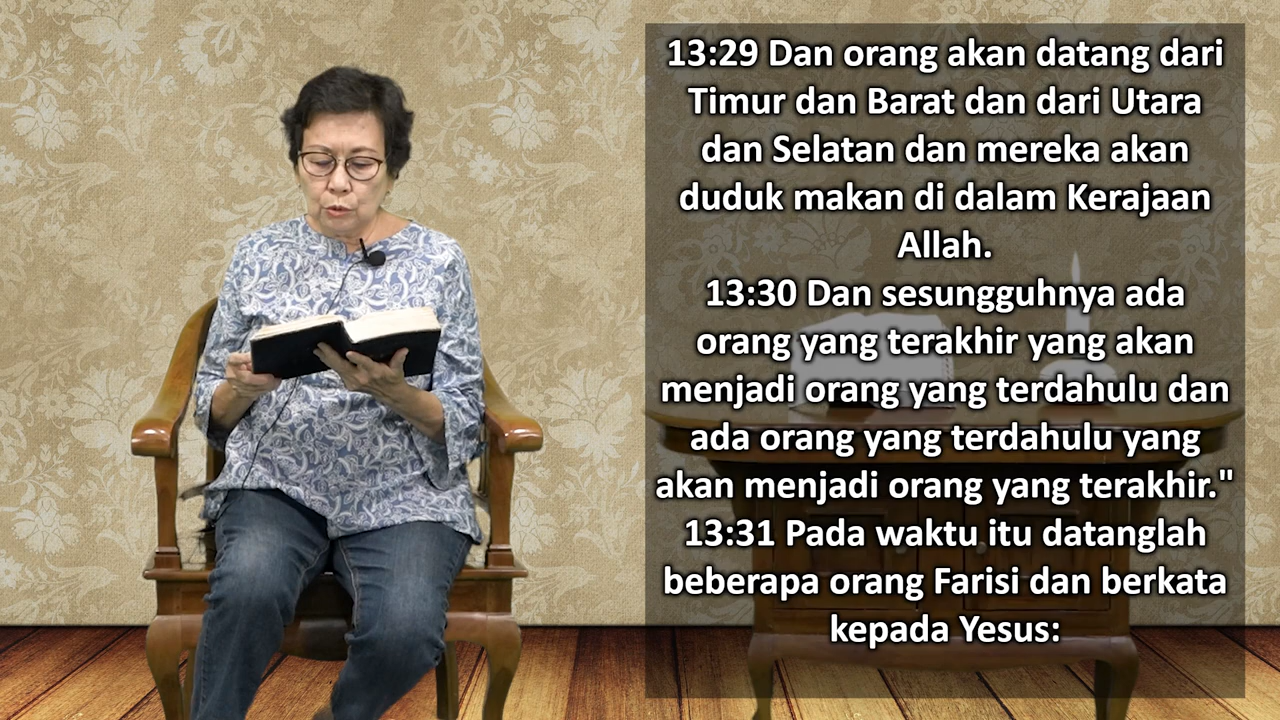 13:29 Dan orang akan datang dari
Timur dan Barat dan dari Utara
dan Selatan dan mereka akan
duduk makan di dalam Kerajaan
Allah.
13:30 Dan sesungguhnya ada
orang yang terakhir yang akan
menjadi orang yang terdahulu dan
ada orang yang terdahulu yang
akan menjadi orang yang terakhir."
13:31 Pada waktu itu datanglah
beberapa orang Farisi dan berkata
kepada Yesus: